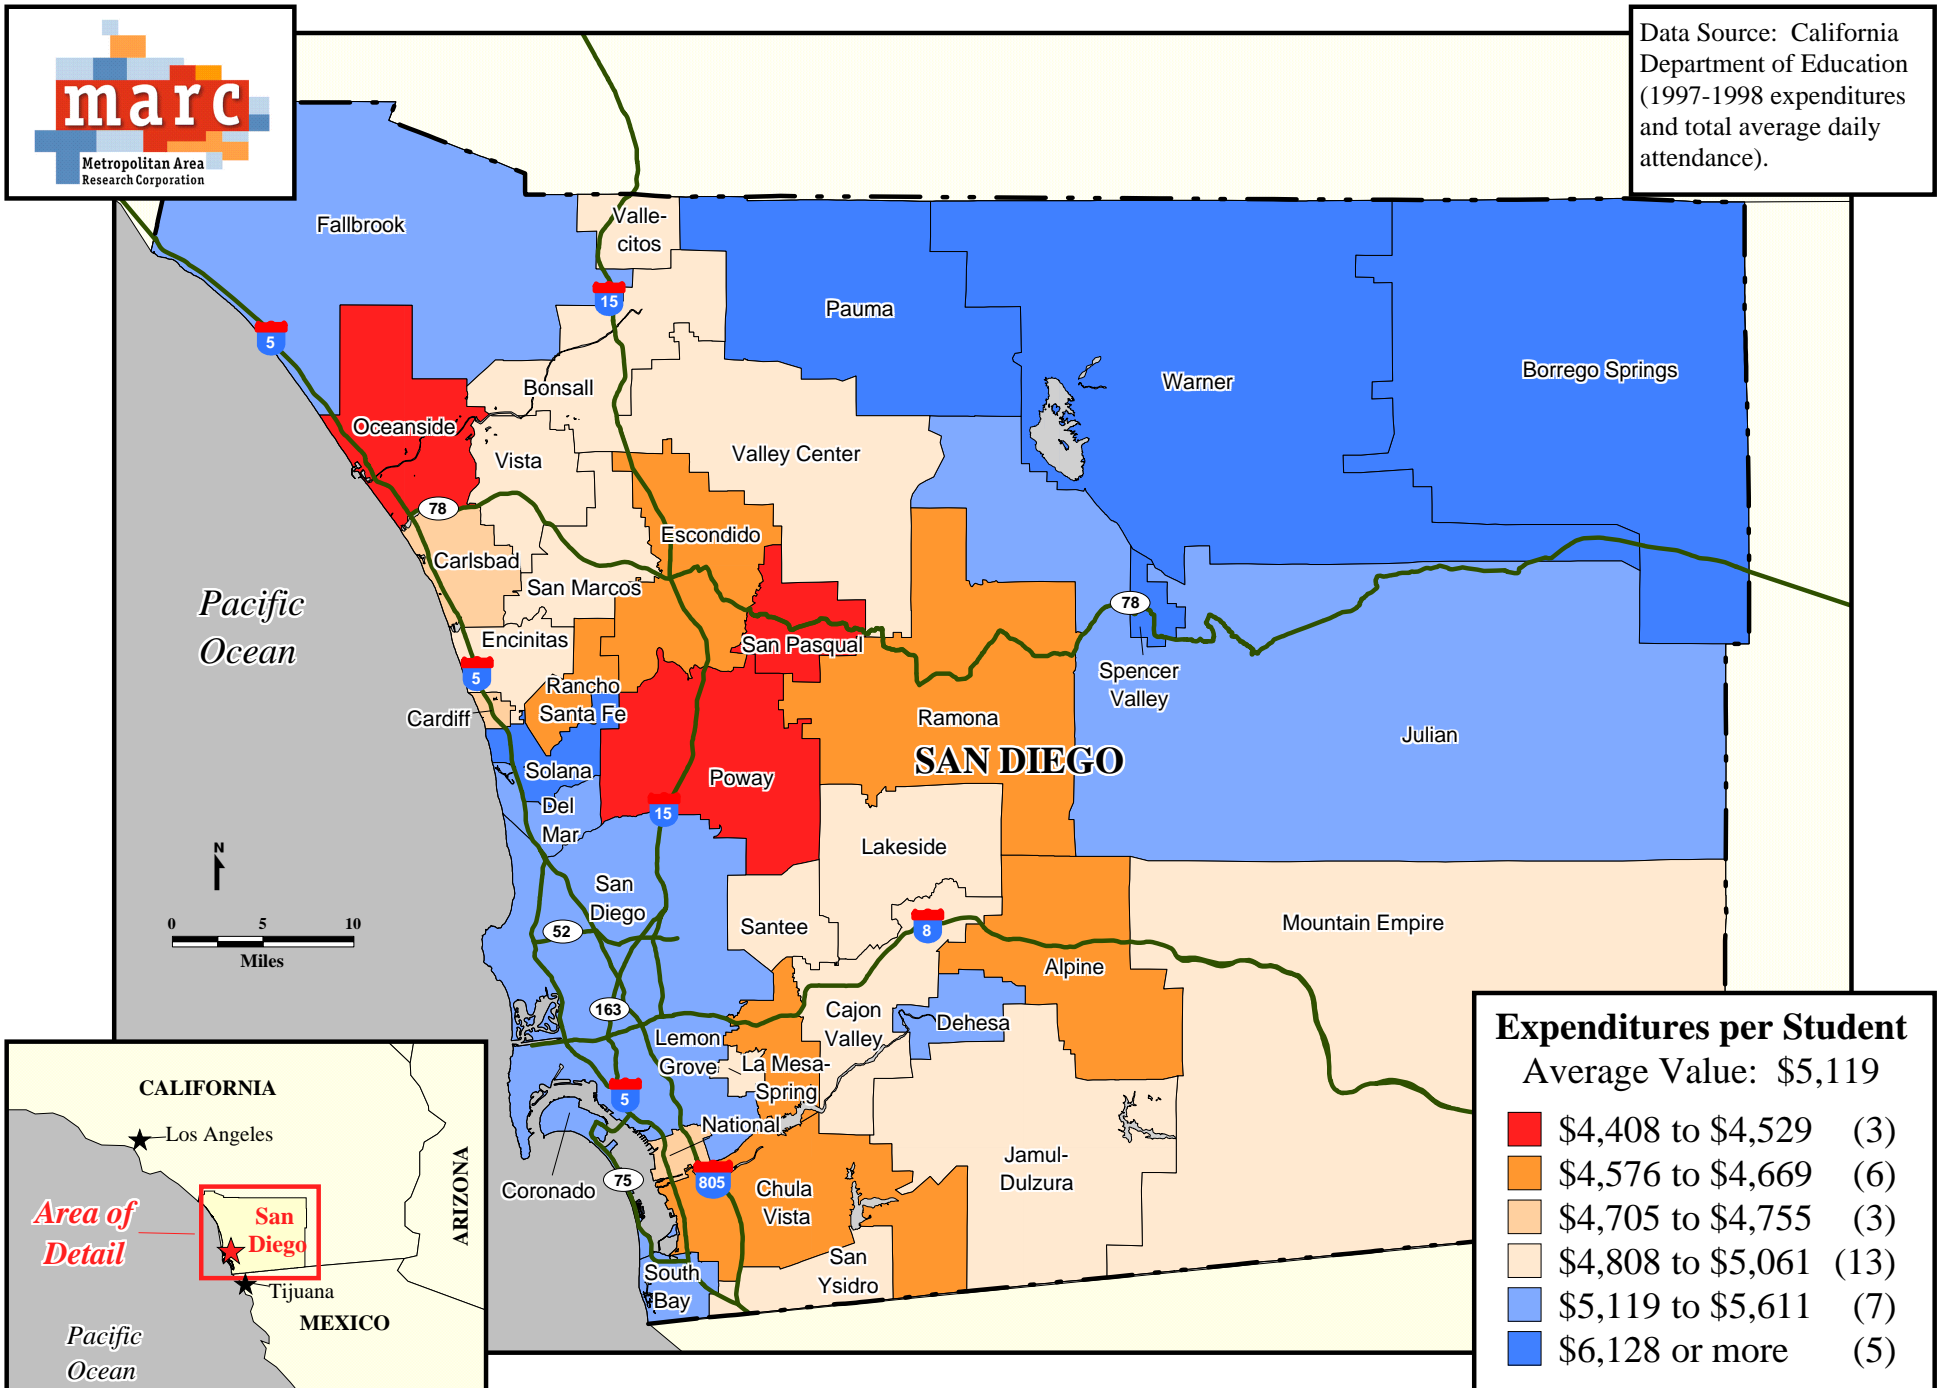 marc
Metropolitan Area
Research Corporation
Data Source: California
Department of Education
(1997-1998 expenditures
and total average daily
attendance).
Fallbrook
Valle-
citos
15
5
Pauma
Warner
Borrego Springs
Bonsall
Oceanside
Vista
Valley Center
78
Escondido
Carlsbad
San Marcos
Pacific
Ocean
78
Encinitas
San Pasqual
5
Rancho
Santa Fe
Spencer
Valley
Cardiff
Ramona
Julian
SAN DIEGO
Solana
Poway
Del
Mar
15
N
Lakeside
San
Diego
0 5 10
Miles
52
Santee
8
Mountain Empire
Alpine
163
Cajon
Valley
Dehesa
Lemon
Grove
La Mesa-
Spring
5
National
Coronado
75
805
Chula
Vista
Jamul-
Dulzura
San
Ysidro
South
Bay
CALIFORNIA
Los Angeles
ARIZONA
Area of
Detail
San
Diego
Tijuana
MEXICO
Pacific
Ocean
Expenditures per Student
Average Value: $5,119
$4,408 to $4,529 (3)
$4,576 to $4,669 (6)
$4,705 to $4,755 (3)
$4,808 to $5,061 (13)
$5,119 to $5,611 (7)
$6,128 or more (5)